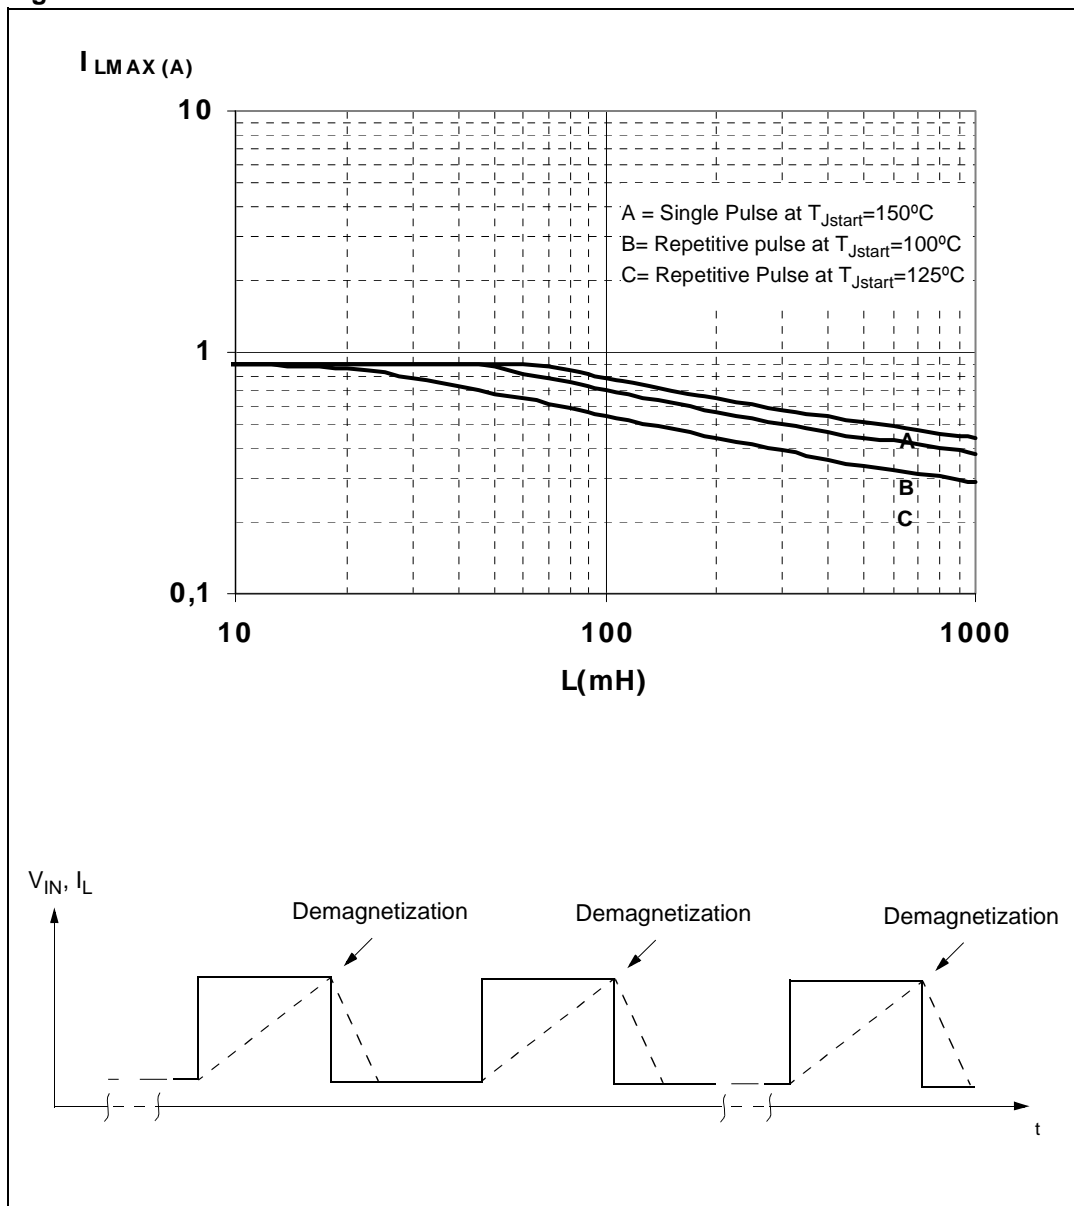 I LMAX (A)
10
A = Single Pulse at TJstart=150ºC
B= Repetitive pulse at TJstart=100ºC
C= Repetitive Pulse at TJstart=125ºC
1
A
B
C
0,1
10 100 1000
L(mH)
VIN, IL
Demagnetization Demagnetization Demagnetization
t